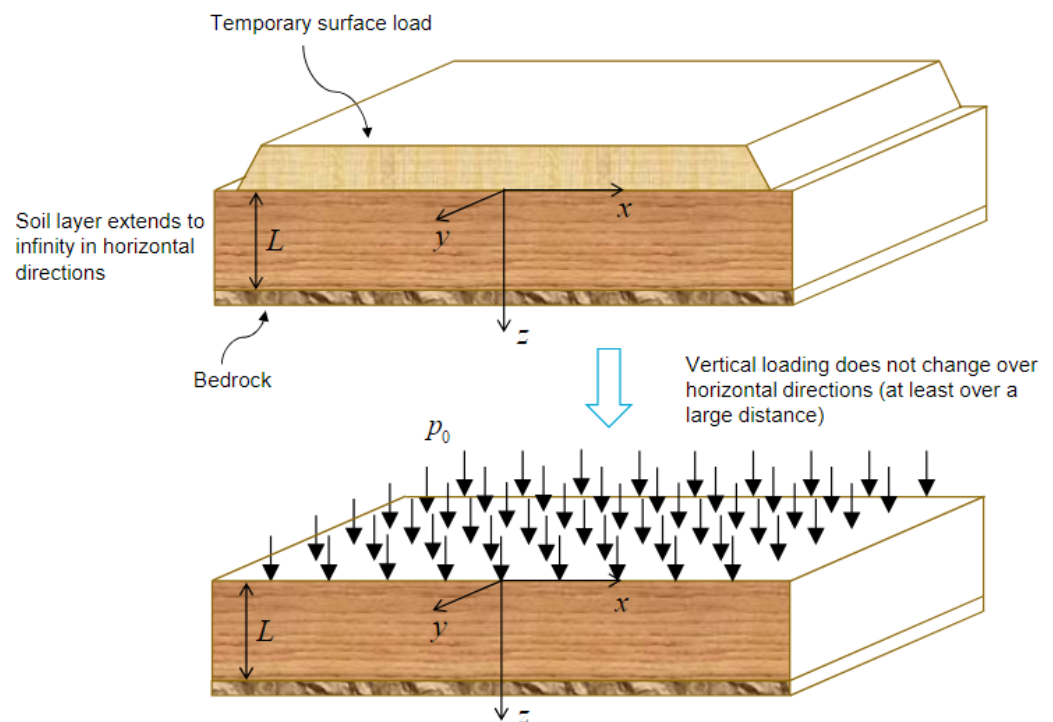 Temporary surface load
Soil layer extends to
infinity in horizontal
directions
L
x
y
z
Bedrock
Vertical loading does not change over
horizontal directions (at least over a
large distance)
p₀
L
x
y
z